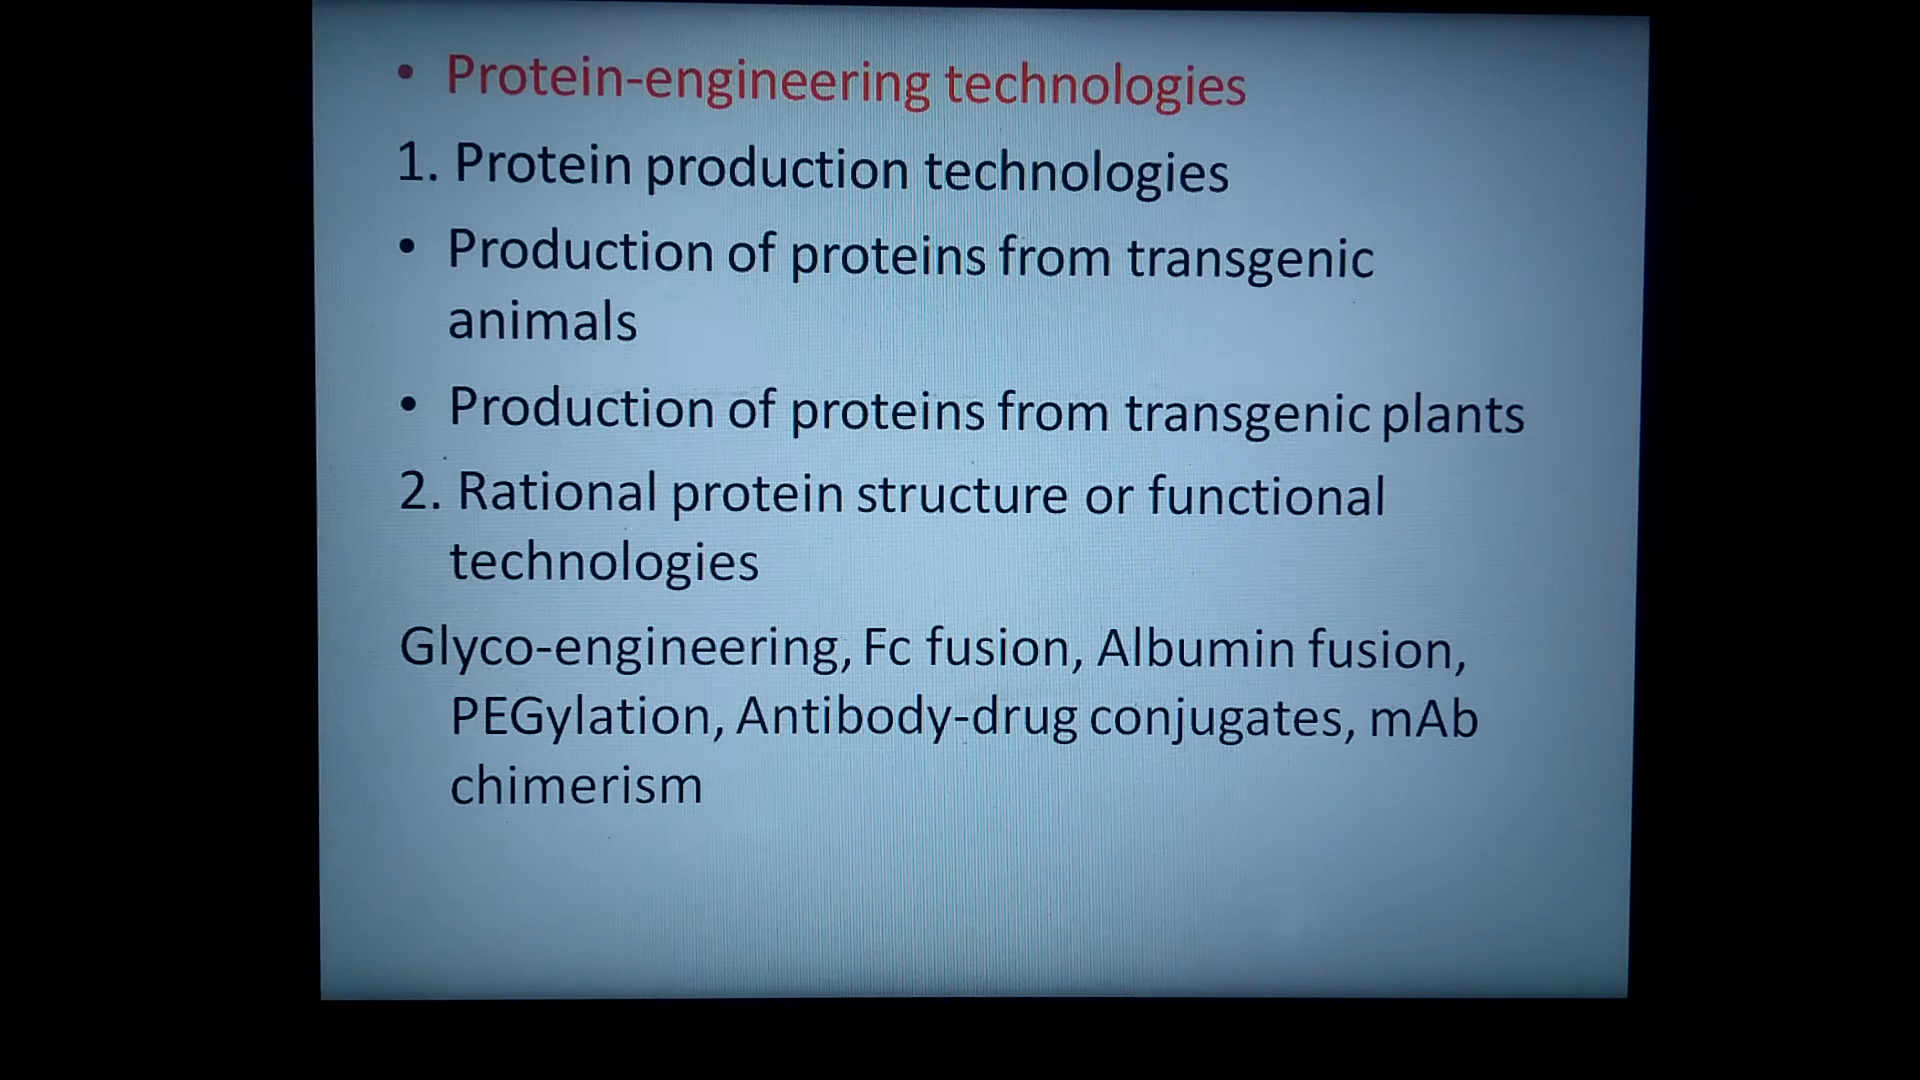 • Protein-engineering technologies
1. Protein production technologies
• Production of proteins from transgenic
animals
• Production of proteins from transgenic plants
2. Rational protein structure or functional
technologies
Glyco-engineering, Fc fusion, Albumin fusion,
PEGylation, Antibody-drug conjugates, mAb
chimerism